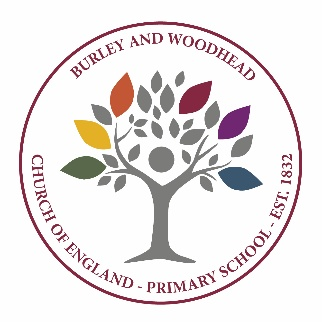 BURLEY AND WOODHEAD
CHURCH OF ENGLAND - PRIMARY SCHOOL - EST. 1832